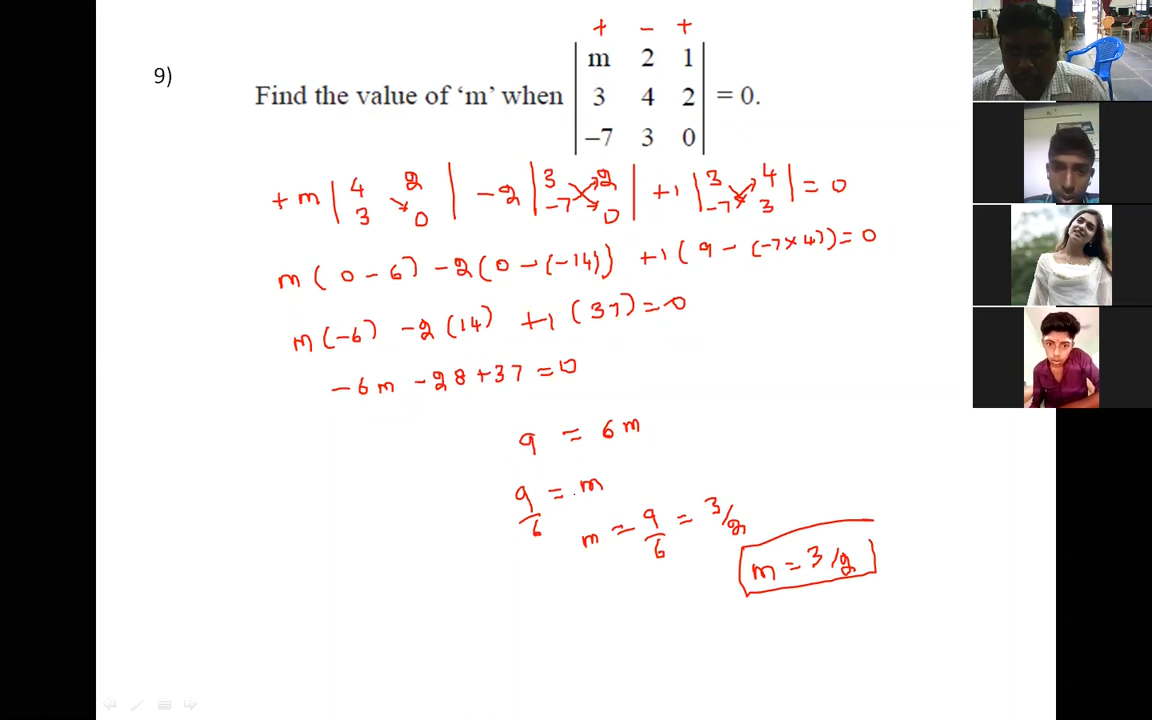 + - +
9) Find the value of ‘m’ when | m 2 1 | = 0.
| 3 4 2 |
| –7 3 0 |
+ m | 4 2 | - 2 | 3 2 | + 1 | 3 4 | = 0
| 3 0 | | -7 0 | | -7 3 |
m ( 0 - 6 ) - 2 ( 0 - (-14) ) + 1 ( 9 - (-7 × 4) ) = 0
m (-6) - 2 (14) + 1 (37) = 0
- 6 m - 28 + 37 = 0
9 = 6 m
9/6 = m
m = 9/6 = 3/2
m = 3/2